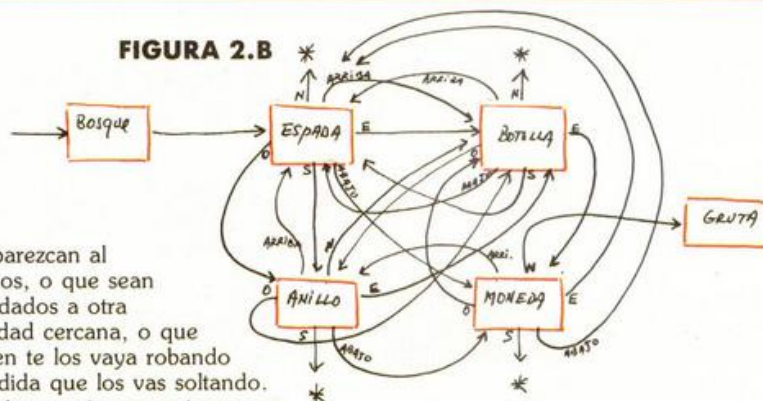 FIGURA 2.B
*
*
ARRIBA
ARRIBA
N
N
BOSQUE
ESPADA
E
BOTELLA
E
O
S
ABAJO
ABAJO
S
GRUTA
ARRIBA
N
ARRI.
N
O
ANILLO
E
O
MONEDA
E
S
ABAJO
S
ABAJO
*
*
parezcan al
os, o que sean
dados a otra
dad cercana, o que
en te los vaya robando
dida que los vas soltando.